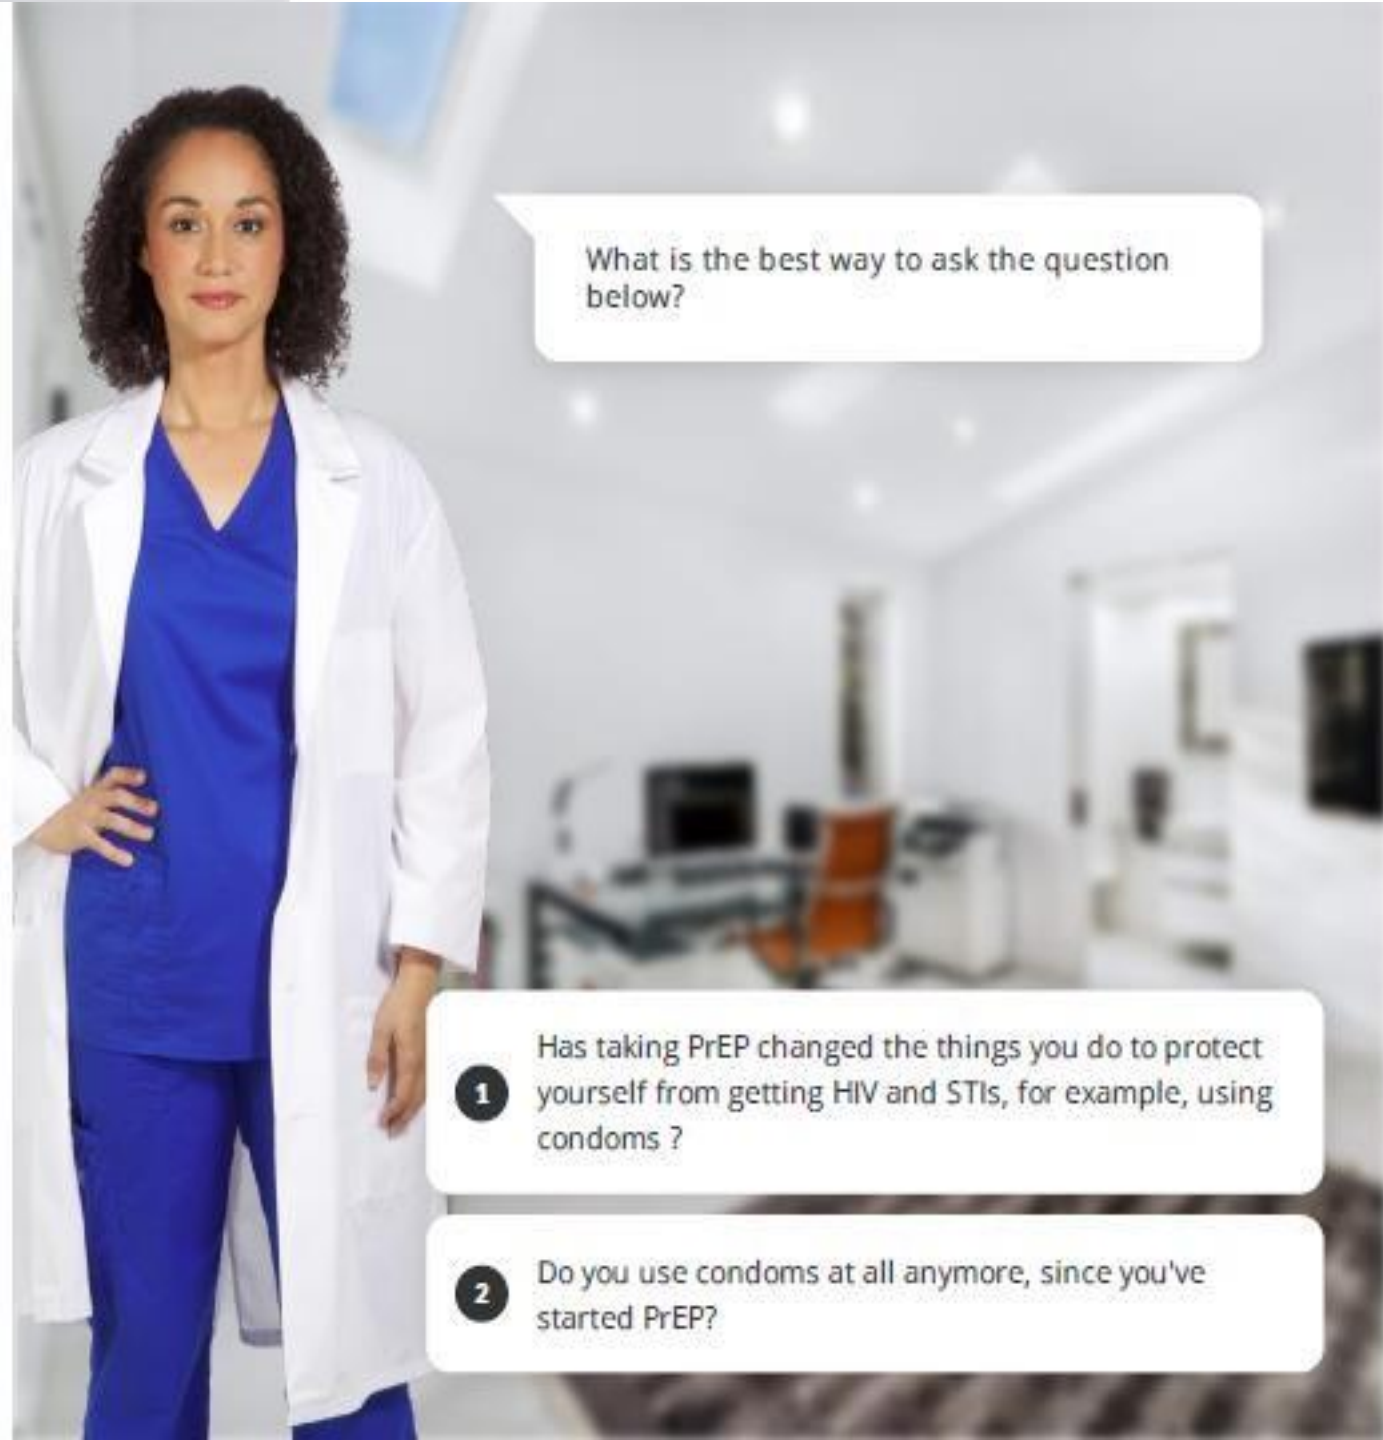 What is the best way to ask the question
below?
1
Has taking PrEP changed the things you do to protect
yourself from getting HIV and STIs, for example, using
condoms ?
2
Do you use condoms at all anymore, since you've
started PrEP?